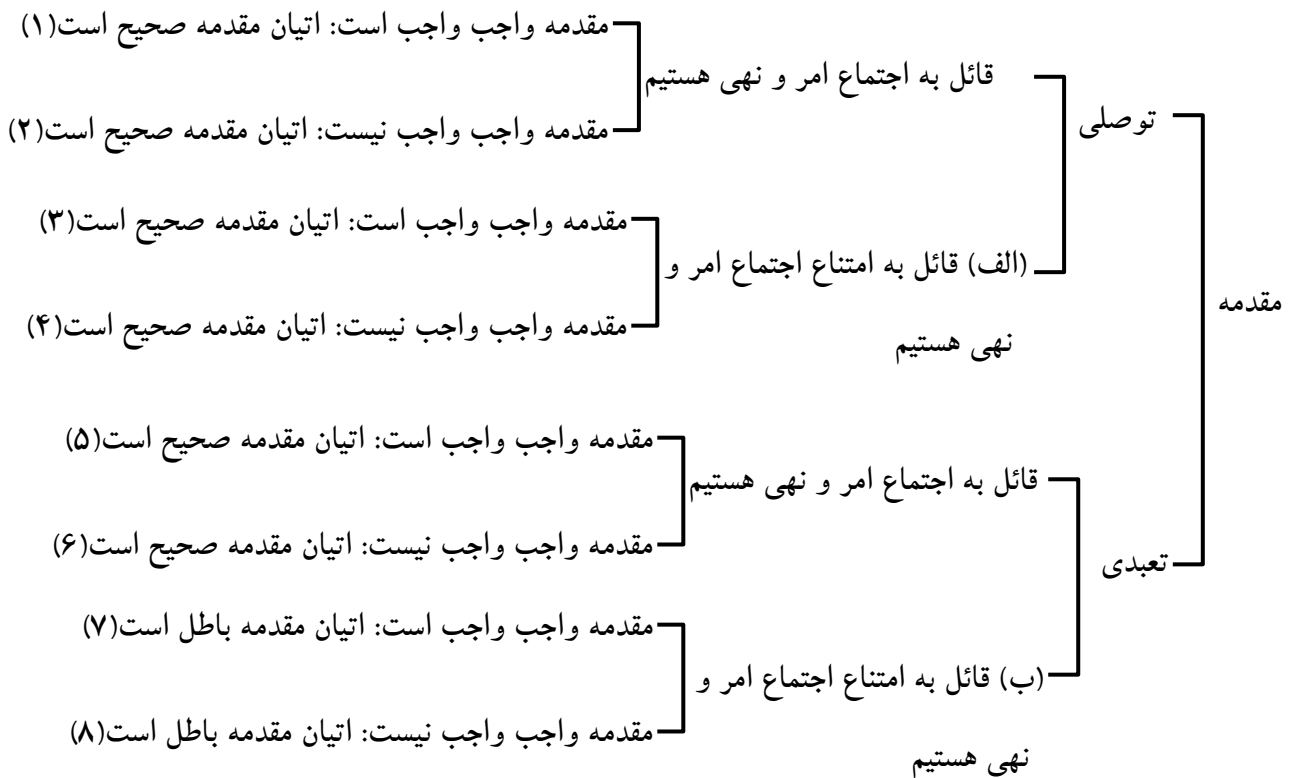 مقدمه واجب واجب است: اتیان مقدمه صحیح است(۱)
قائل به اجتماع امر و نهی هستیم
مقدمه واجب واجب نیست: اتیان مقدمه صحیح است(۲)
توصلی
مقدمه واجب واجب است: اتیان مقدمه صحیح است(۳)
(الف) قائل به امتناع اجتماع امر و
نهی هستیم
مقدمه واجب واجب نیست: اتیان مقدمه صحیح است(۴)
مقدمه
مقدمه واجب واجب است: اتیان مقدمه صحیح است(۵)
قائل به اجتماع امر و نهی هستیم
مقدمه واجب واجب نیست: اتیان مقدمه صحیح است(۶)
تعبدی
مقدمه واجب واجب است: اتیان مقدمه باطل است(۷)
(ب) قائل به امتناع اجتماع امر و
نهی هستیم
مقدمه واجب واجب نیست: اتیان مقدمه باطل است(۸)